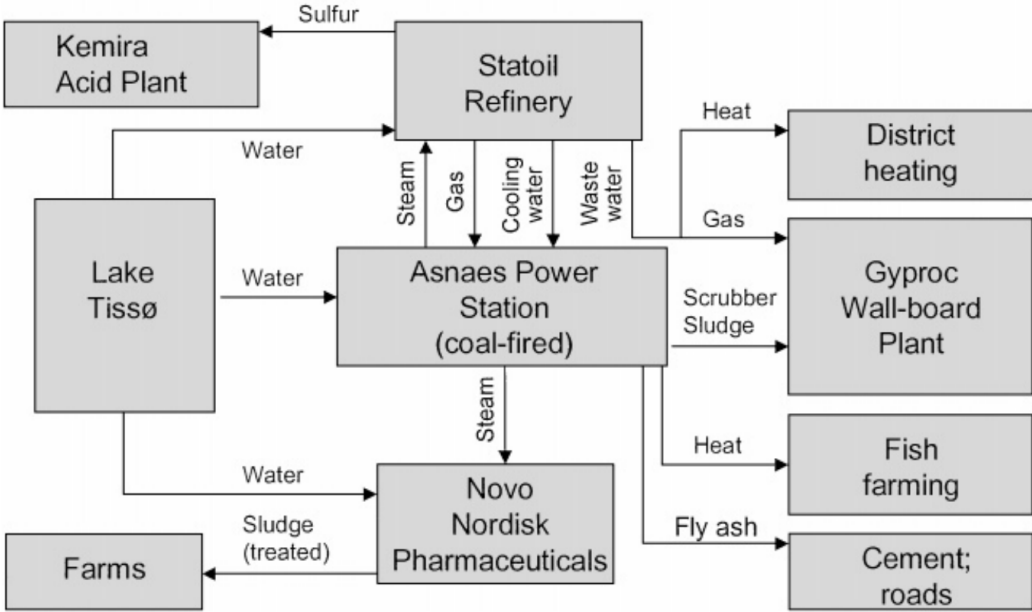 Sulfur
Kemira
Acid Plant
Statoil
Refinery
Heat
District
heating
Water
Steam
Gas
Cooling
water
Waste
water
Gas
Lake
Tissø
Water
Asnaes Power
Station
(coal-fired)
Scrubber
Sludge
Gyproc
Wall-board
Plant
Steam
Heat
Fish
farming
Water
Novo
Nordisk
Pharmaceuticals
Sludge
(treated)
Farms
Fly ash
Cement;
roads